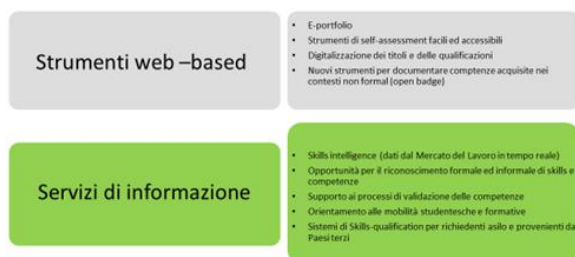 Strumenti web –based
• E-portfolio
• Strumenti di self-assessment facili ed accessibili
• Digitalizzazione dei titoli e delle qualificazioni
• Nuovi strumenti per documentare comptenze acquisite nei
contesti non formal (open badge)
Servizi di informazione
• Skills intelligence (dati dal Mercato del Lavoro in tempo reale)
• Opportunità per il riconoscimento formale ed informale di skills e
competenze
• Supporto ai processi di validazione delle competenze
• Orientamento alle mobilità studentesche e formative
• Sistemi di Skills-qualification per richiedenti asilo e provenienti da
Paesi terzi